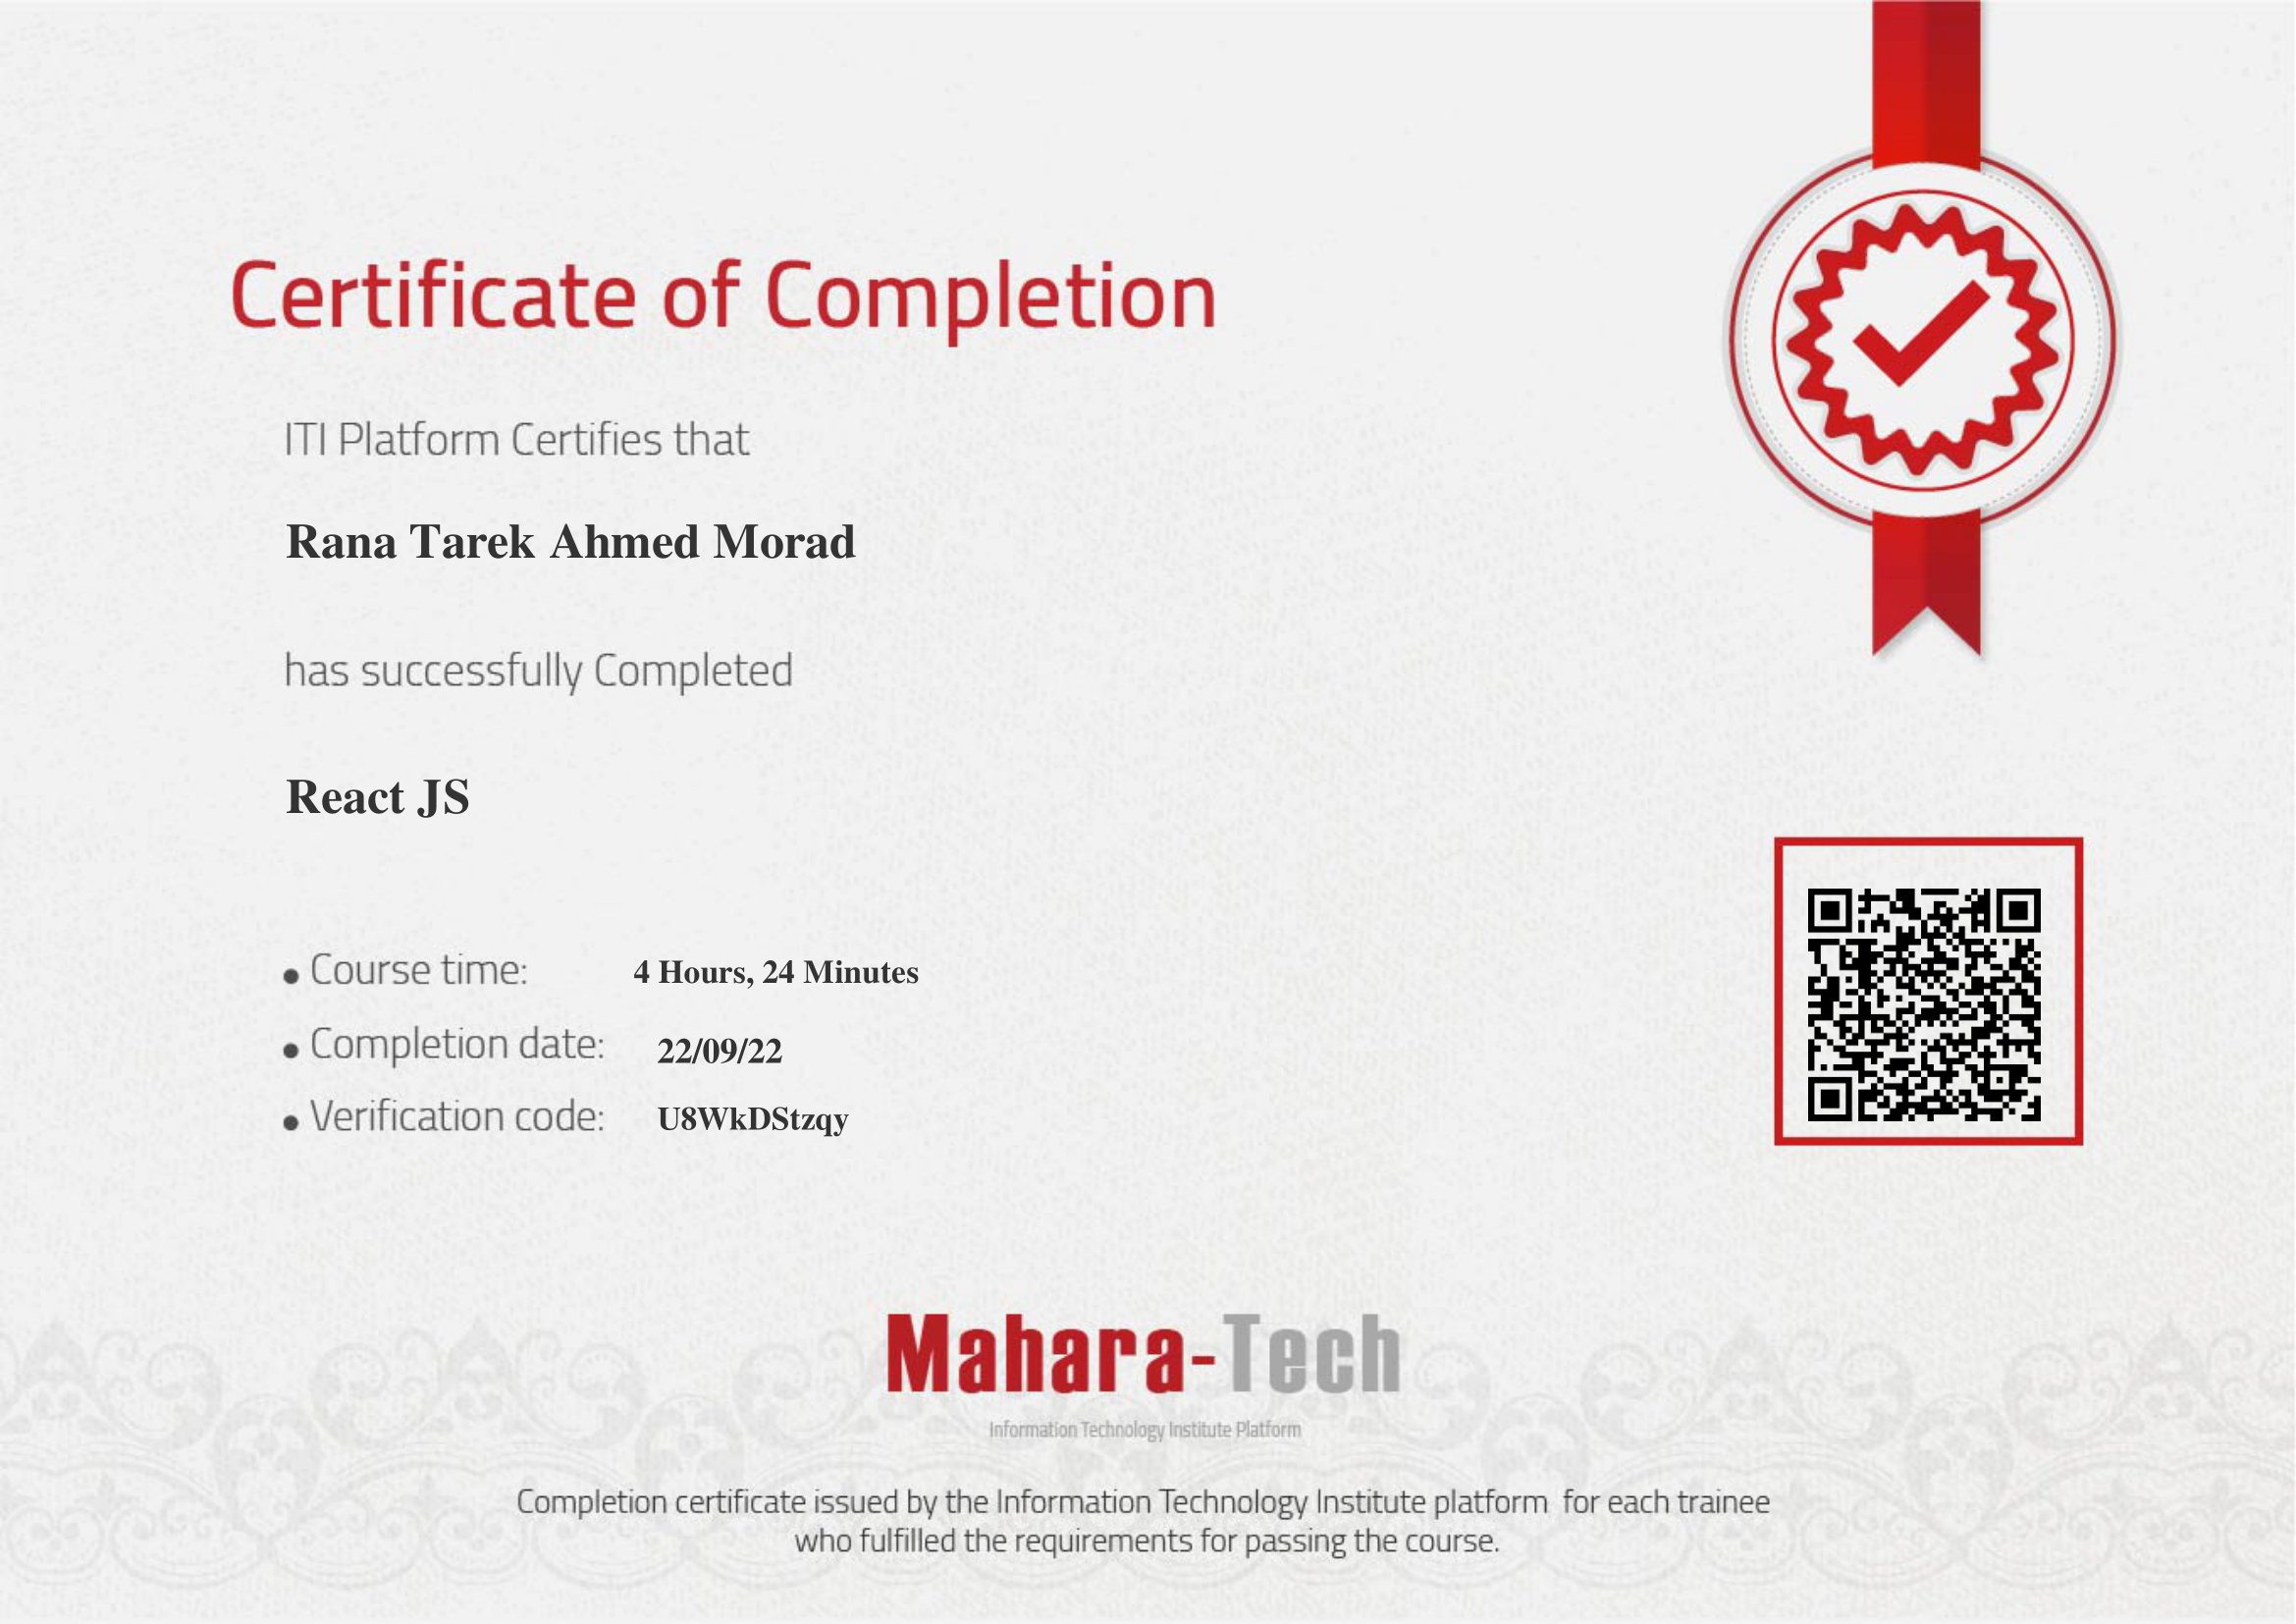 Certificate of Completion
ITI Platform Certifies that
Rana Tarek Ahmed Morad
has successfully Completed
React JS
• Course time: 4 Hours, 24 Minutes
• Completion date: 22/09/22
• Verification code: U8WkDStzqy
Mahara-Tech
Information Technology Institute Platform
Completion certificate issued by the Information Technology Institute platform for each trainee
who fulfilled the requirements for passing the course.